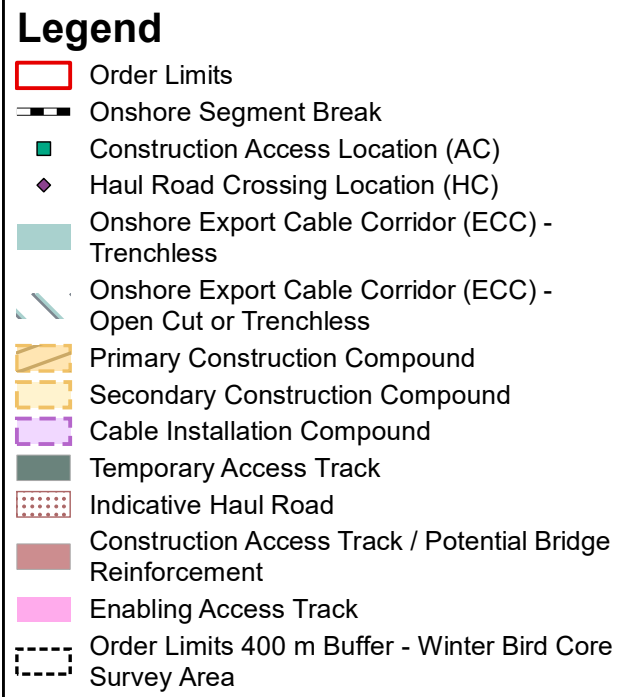 Legend
Order Limits
Onshore Segment Break
Construction Access Location (AC)
Haul Road Crossing Location (HC)
Onshore Export Cable Corridor (ECC) -
Trenchless
Onshore Export Cable Corridor (ECC) -
Open Cut or Trenchless
Primary Construction Compound
Secondary Construction Compound
Cable Installation Compound
Temporary Access Track
Indicative Haul Road
Construction Access Track / Potential Bridge
Reinforcement
Enabling Access Track
Order Limits 400 m Buffer - Winter Bird Core
Survey Area